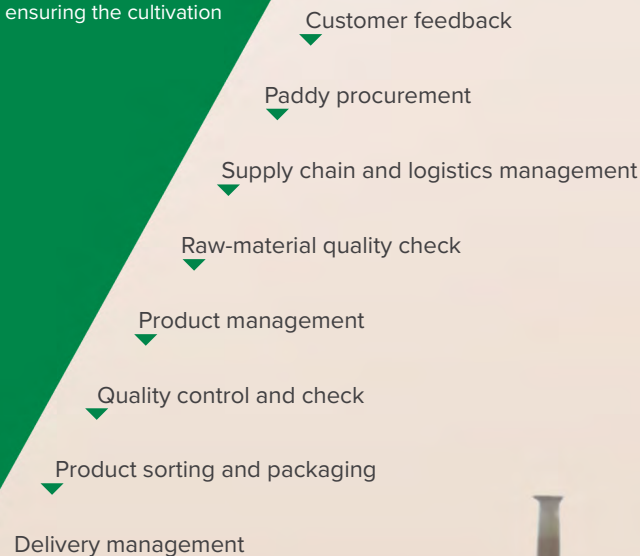 ensuring the cultivation
Customer feedback
Paddy procurement
Supply chain and logistics management
Raw-material quality check
Product management
Quality control and check
Product sorting and packaging
Delivery management